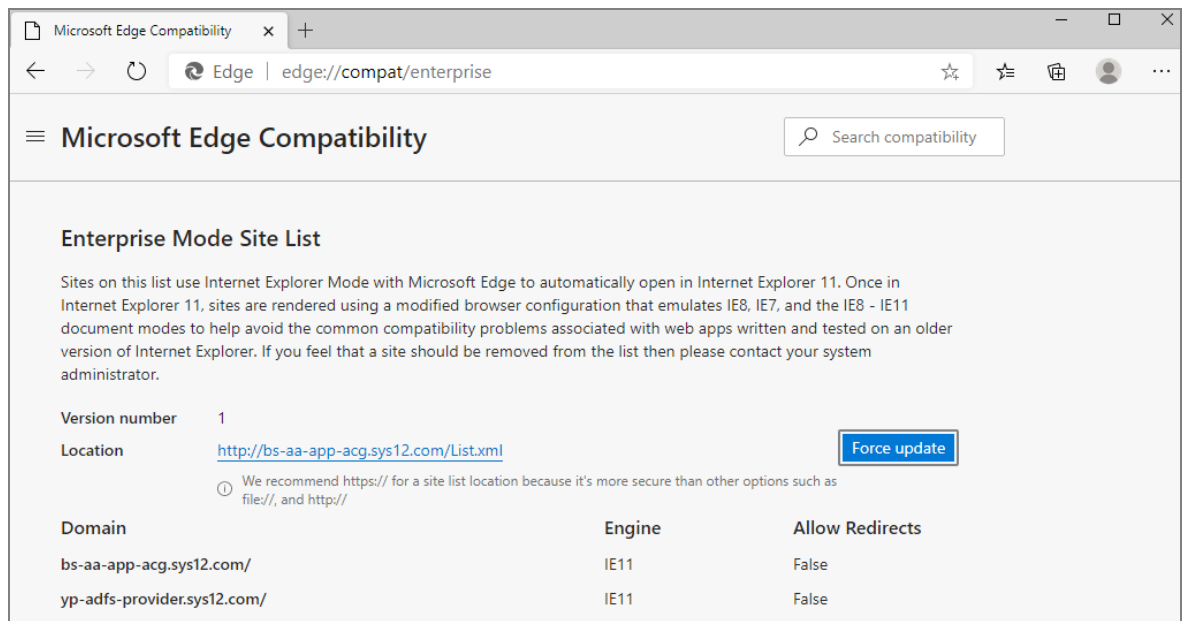 Microsoft Edge Compatibility
Edge | edge://compat/enterprise
Microsoft Edge Compatibility
Search compatibility
Enterprise Mode Site List
Sites on this list use Internet Explorer Mode with Microsoft Edge to automatically open in Internet Explorer 11. Once in
Internet Explorer 11, sites are rendered using a modified browser configuration that emulates IE8, IE7, and the IE8 - IE11
document modes to help avoid the common compatibility problems associated with web apps written and tested on an older
version of Internet Explorer. If you feel that a site should be removed from the list then please contact your system
administrator.
Version number 1
Location http://bs-aa-app-acg.sys12.com/List.xml Force update
We recommend https:// for a site list location because it's more secure than other options such as
file://, and http://
Domain Engine Allow Redirects
bs-aa-app-acg.sys12.com/ IE11 False
yp-adfs-provider.sys12.com/ IE11 False